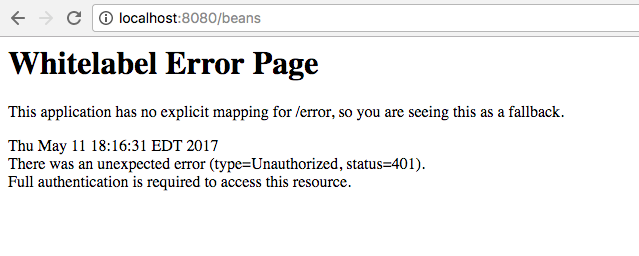 localhost:8080/beans
Whitelabel Error Page
This application has no explicit mapping for /error, so you are seeing this as a fallback.
Thu May 11 18:16:31 EDT 2017
There was an unexpected error (type=Unauthorized, status=401).
Full authentication is required to access this resource.